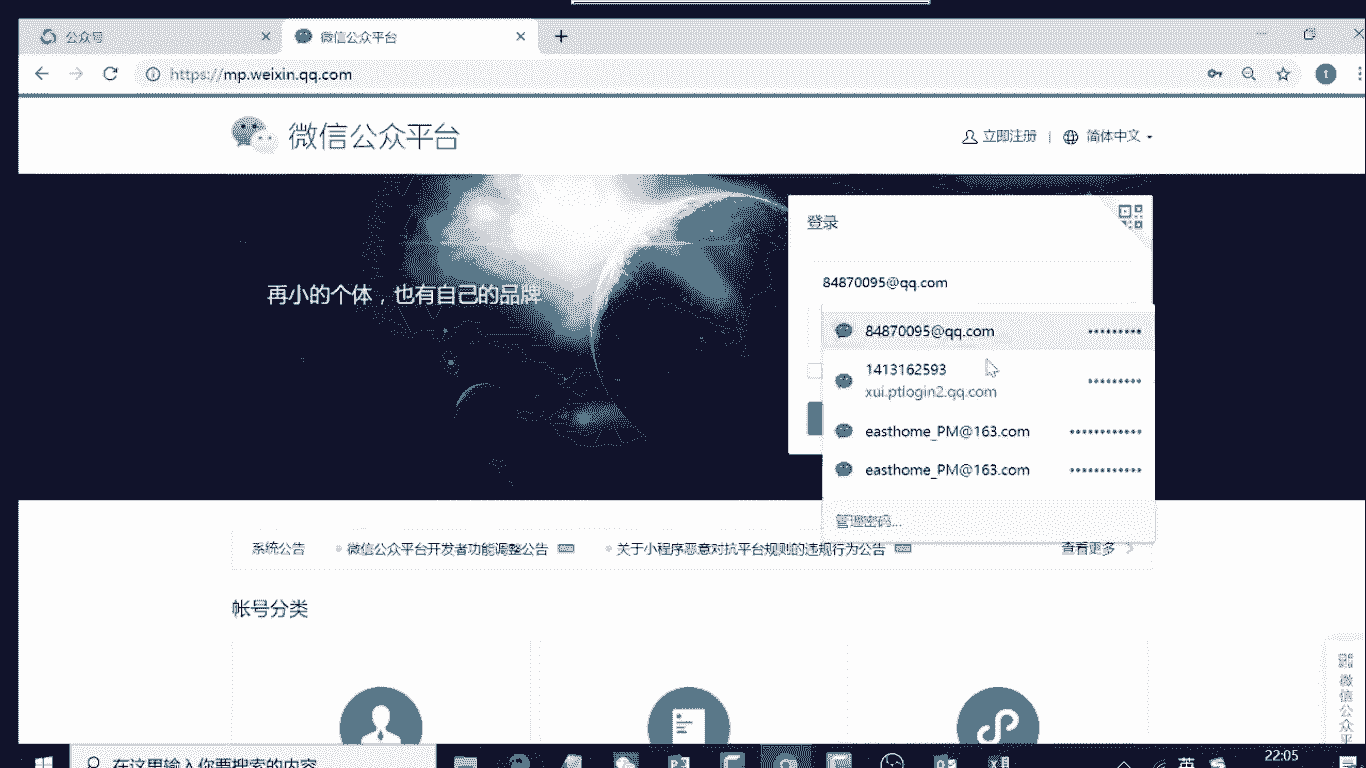 公众号
微信公众平台
https://mp.weixin.qq.com
t
微信公众平台
立即注册 | 简体中文
登录
再小的个体，也有自己的品牌
84870095@qq.com
84870095@qq.com •••••••••
1413162593
xui.ptlogin2.qq.com •••••••••
easthome_PM@163.com ••••••••••••
easthome_PM@163.com ••••••••••••
管理密码...
系统公告 微信公众平台开发者功能调整公告 关于小程序恶意对抗平台规则的违规行为公告 查看更多
帐号分类
微信公众平
在这里输入你要搜索的内容
英
22:05